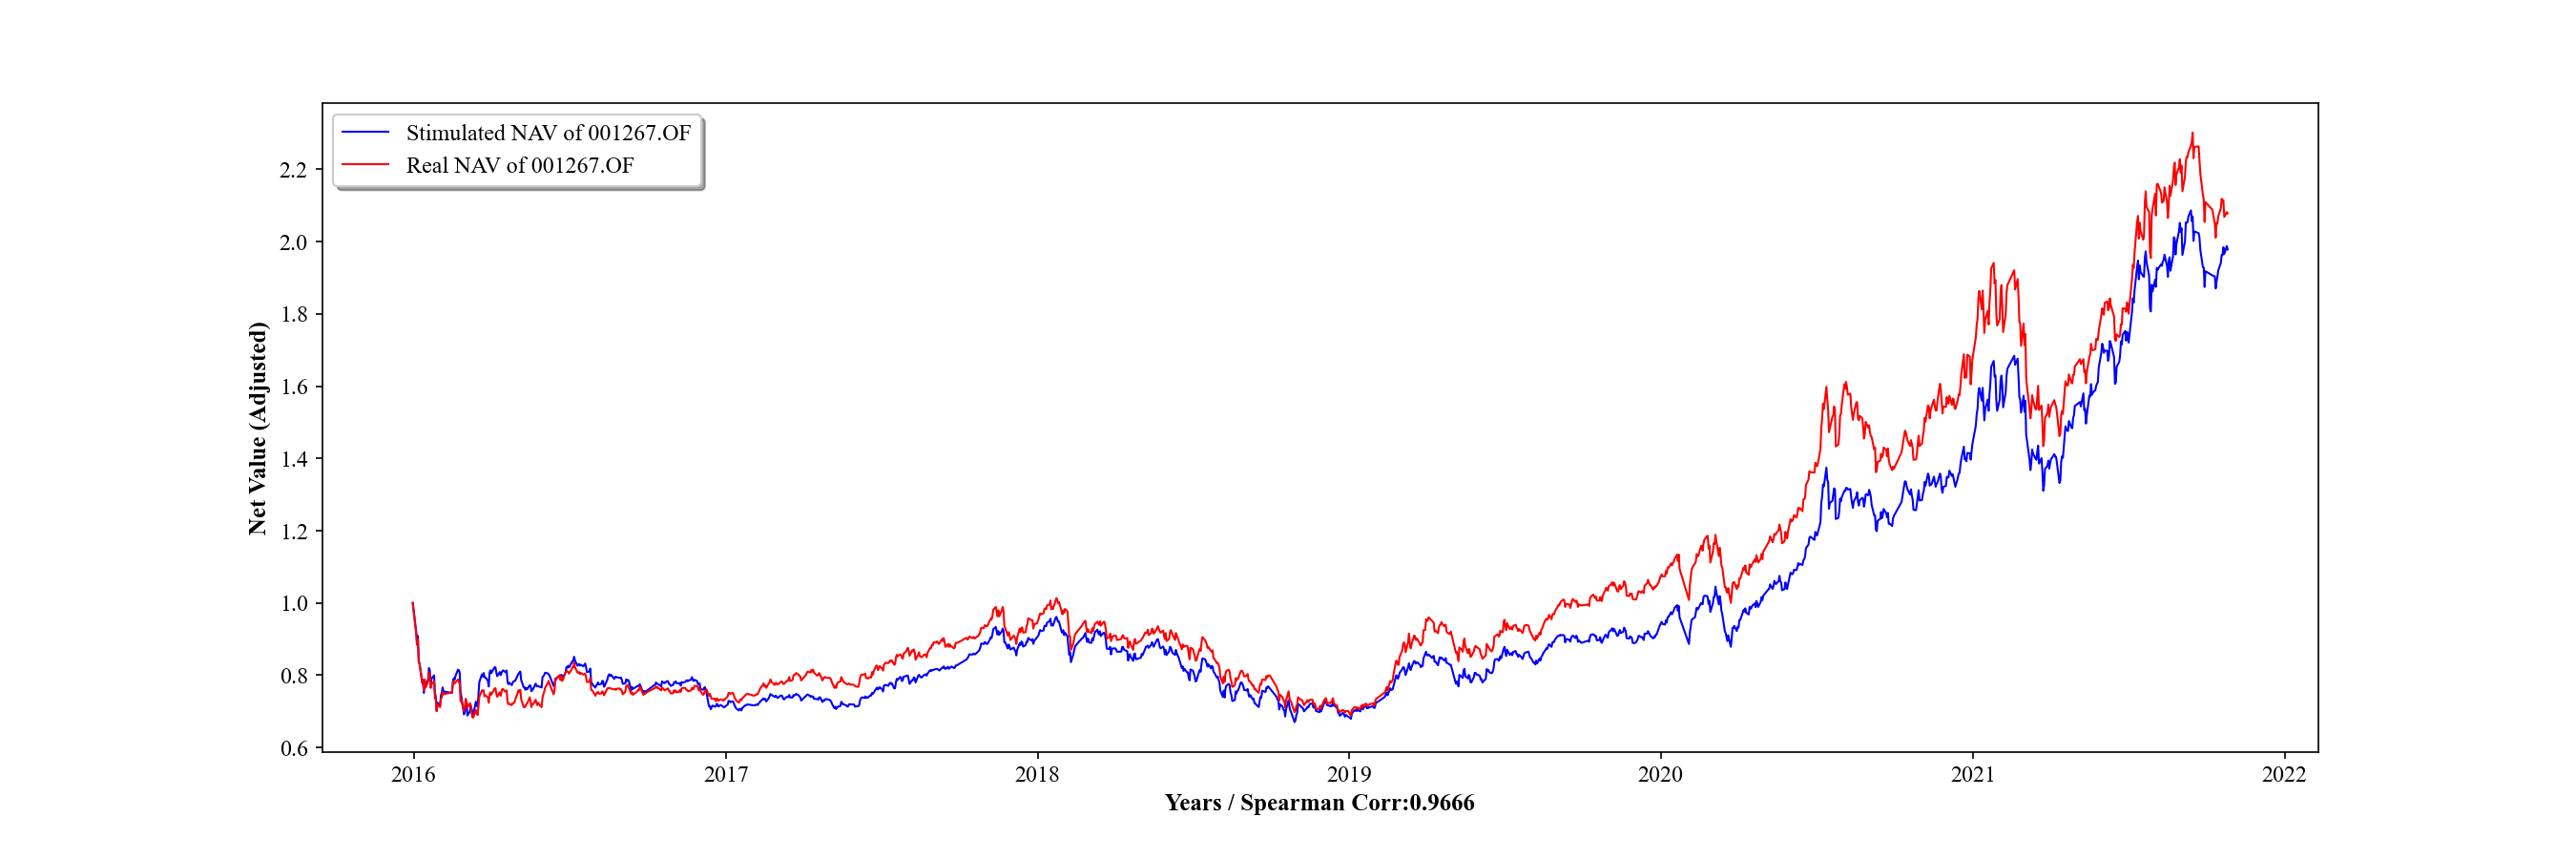 Stimulated NAV of 001267.OF
Real NAV of 001267.OF
2.2
2.0
1.8
1.6
1.4
1.2
1.0
0.8
0.6
Net Value (Adjusted)
2016 2017 2018 2019 2020 2021 2022
Years / Spearman Corr:0.9666